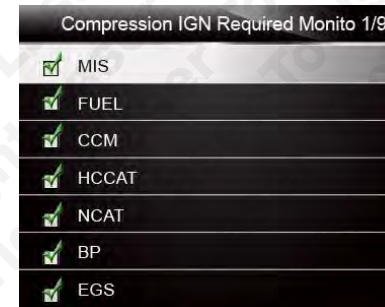 Compression IGN Required Monito 1/9
MIS
FUEL
CCM
HCCAT
NCAT
BP
EGS